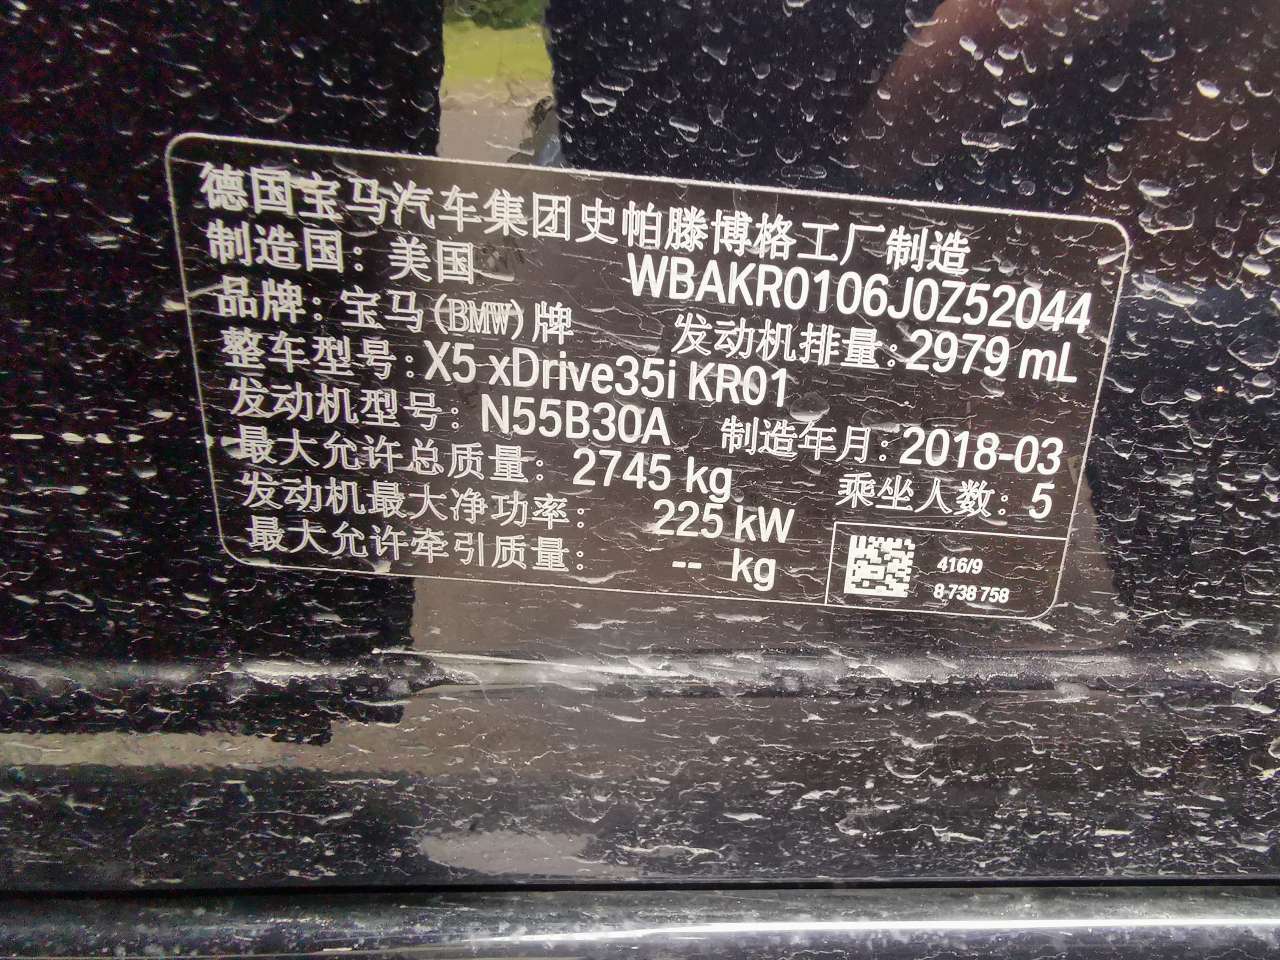 德国宝马汽车集团史帕滕博格工厂制造
制造国：美国 WBAKR0106J0Z52044
品牌：宝马(BMW)牌 发动机排量：2979 mL
整车型号：X5 xDrive35i KR01
发动机型号：N55B30A 制造年月：2018-03
最大允许总质量：2745 kg 乘坐人数：5
发动机最大净功率：225 kW
最大允许牵引质量：-- kg
416/9
8 738 758